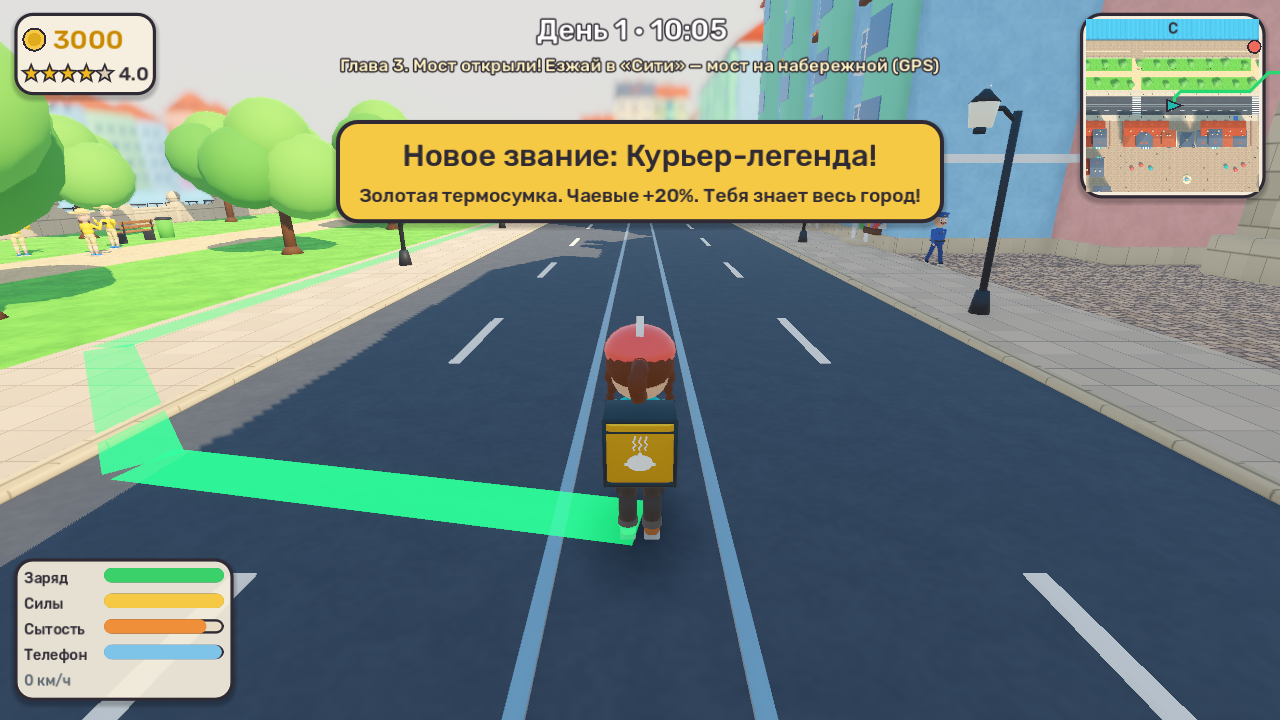 3000
4.0
День 1 • 10:05
Глава 3. Мост открыли! Езжай в «Сити» — мост на набережной (GPS)
С
Новое звание: Курьер-легенда!
Золотая термосумка. Чаевые +20%. Тебя знает весь город!
Заряд
Силы
Сытость
Телефон
0 км/ч